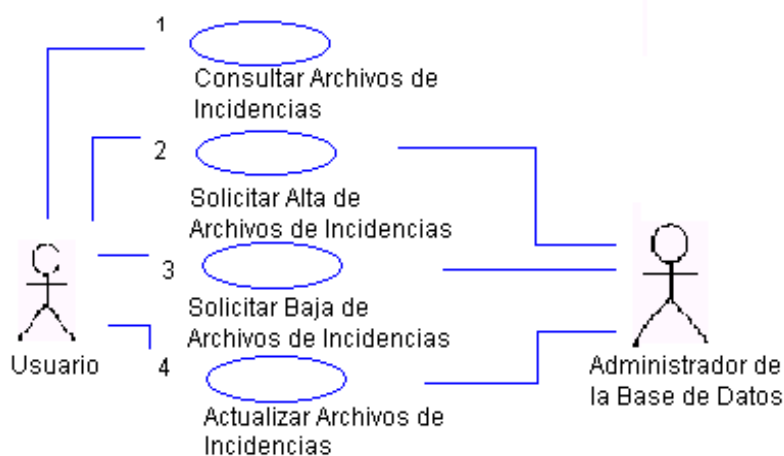 1
Consultar Archivos de
Incidencias
2
Solicitar Alta de
Archivos de Incidencias
3
Solicitar Baja de
Archivos de Incidencias
4
Actualizar Archivos de
Incidencias
Usuario
Administrador de
la Base de Datos